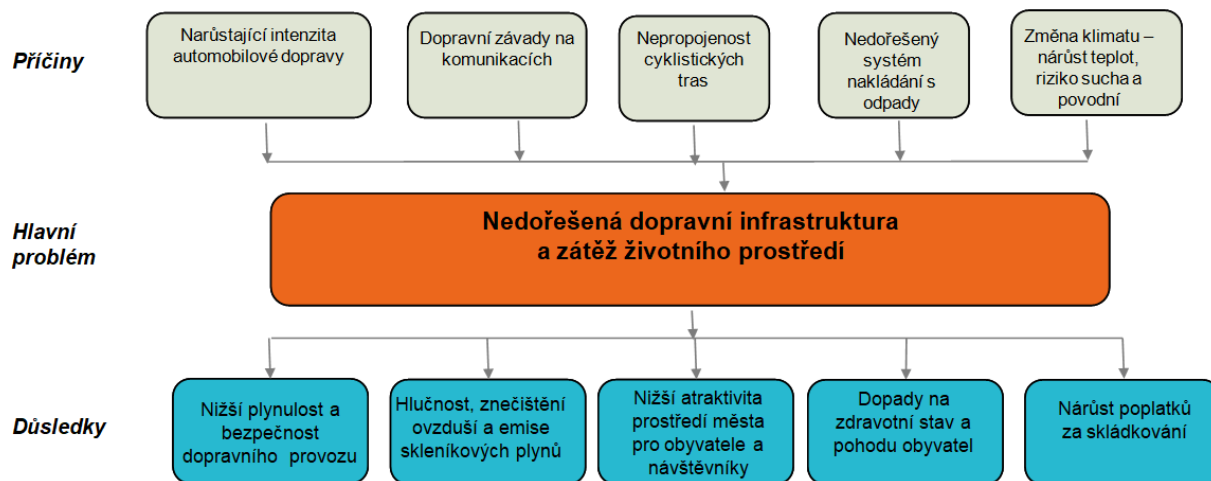 Příčiny
Narůstající intenzita
automobilové dopravy
Dopravní závady na
komunikacích
Nepropojenost
cyklistických
tras
Nedořešený
systém
nakládání s
odpady
Změna klimatu –
nárůst teplot,
riziko sucha a
povodní
Hlavní
problém
Nedořešená dopravní infrastruktura
a zátěž životního prostředí
Důsledky
Nižší plynulost a
bezpečnost
dopravního provozu
Hlučnost, znečištění
ovzduší a emise
skleníkových plynů
Nižší atraktivita
prostředí města
pro obyvatele a
návštěvníky
Dopady na
zdravotní stav a
pohodu obyvatel
Nárůst poplatků
za skládkování